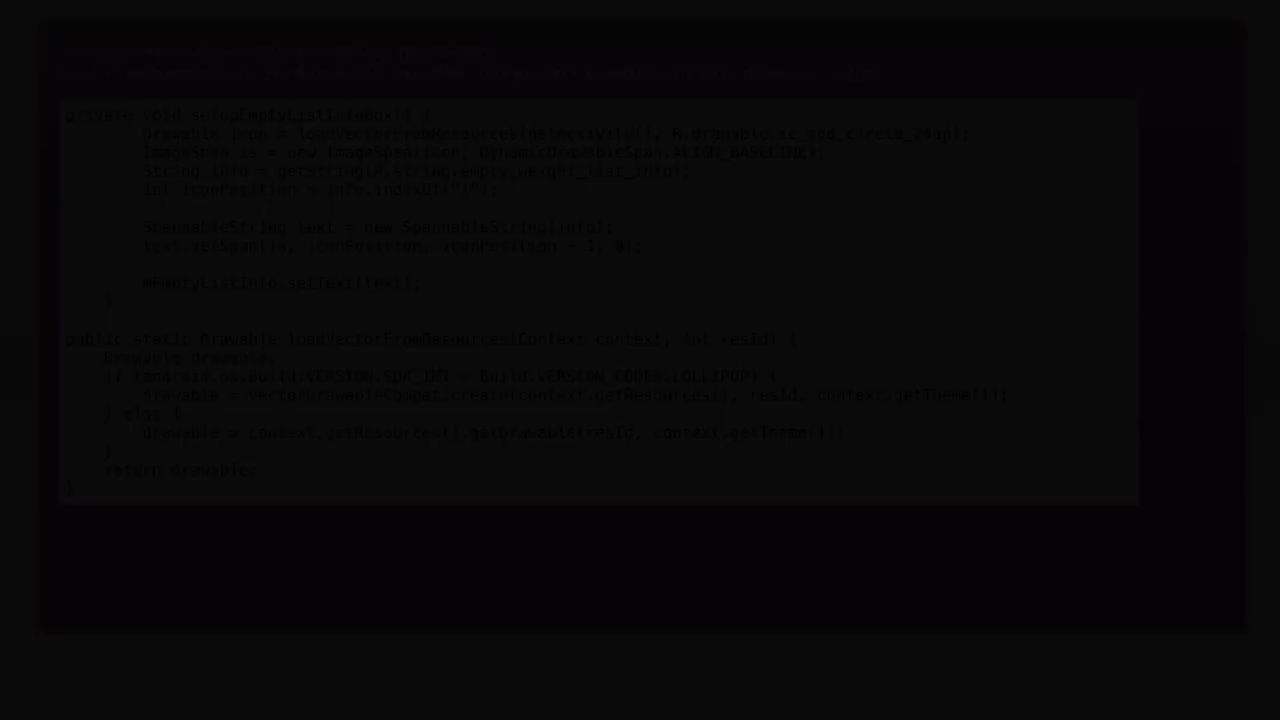 private void setupEmptyListInfoBox() {
Drawable icon = loadVectorFromResources(getActivity(), R.drawable.ic_add_circle_24dp);
ImageSpan is = new ImageSpan(icon, DynamicDrawableSpan.ALIGN_BASELINE);
String info = getString(R.string.empty_weight_list_info);
int iconPosition = info.indexOf("|");
SpannableString text = new SpannableString(info);
text.setSpan(is, iconPosition, iconPosition + 1, 0);
mEmptyListInfo.setText(text);
}
public static Drawable loadVectorFromResources(Context context, int resId) {
Drawable drawable;
if (android.os.Build.VERSION.SDK_INT < Build.VERSION_CODES.LOLLIPOP) {
drawable = VectorDrawableCompat.create(context.getResources(), resId, context.getTheme());
} else {
drawable = context.getResources().getDrawable(resId, context.getTheme());
}
return drawable;
}